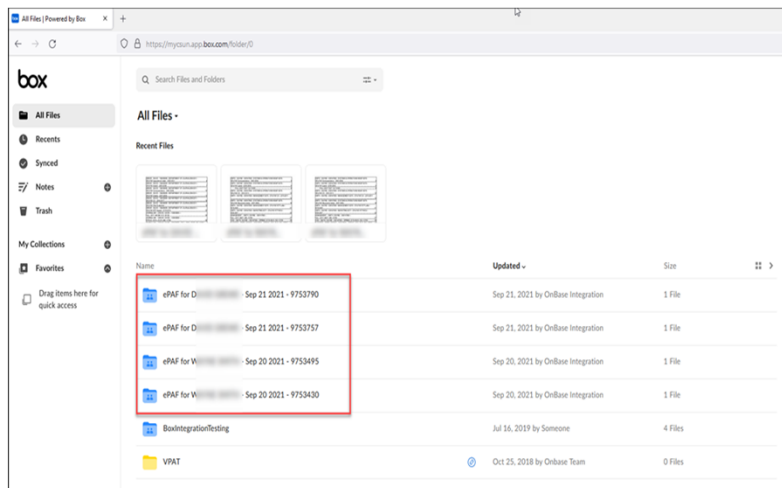 All Files | Powered by Box
https://mycsun.app.box.com/folder/0
box
Search Files and Folders
All Files
Recents
Synced
Notes
Trash
My Collections
Favorites
Drag items here for
quick access
All Files
Recent Files
Name Updated Size
ePAF for D - Sep 21 2021 - 9753790 Sep 21, 2021 by OnBase Integration 1 File
ePAF for D - Sep 21 2021 - 9753757 Sep 21, 2021 by OnBase Integration 1 File
ePAF for W - Sep 20 2021 - 9753495 Sep 20, 2021 by OnBase Integration 1 File
ePAF for W - Sep 20 2021 - 9753430 Sep 20, 2021 by OnBase Integration 1 File
BoxIntegrationTesting Jul 16, 2019 by Someone 4 Files
VPAT Oct 25, 2018 by Onbase Team 0 Files